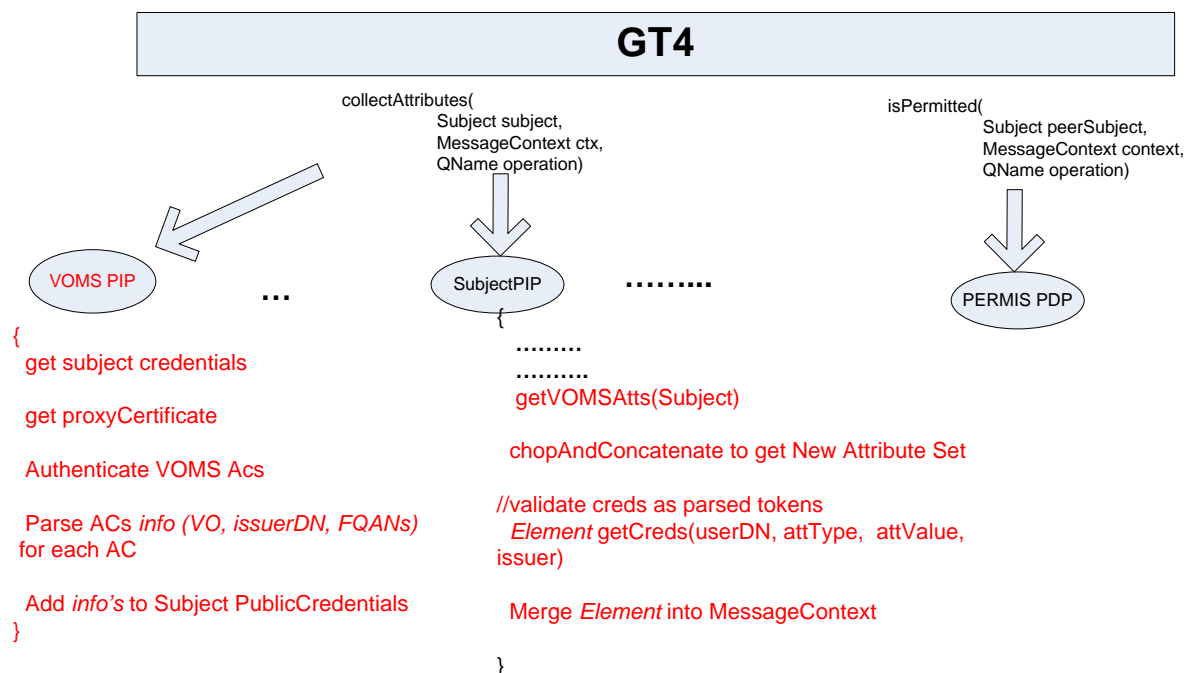 GT4
collectAttributes(
Subject subject,
MessageContext ctx,
QName operation)
isPermitted(
Subject peerSubject,
MessageContext context,
QName operation)
VOMS PIP
...
SubjectPIP
.........
PERMIS PDP
{
get subject credentials
get proxyCertificate
Authenticate VOMS Acs
Parse ACs info (VO, issuerDN, FQANs)
for each AC
Add info's to Subject PublicCredentials
}
{
.........
..........
getVOMSAtts(Subject)
chopAndConcatenate to get New Attribute Set
//validate creds as parsed tokens
Element getCreds(userDN, attType, attValue,
issuer)
Merge Element into MessageContext
}